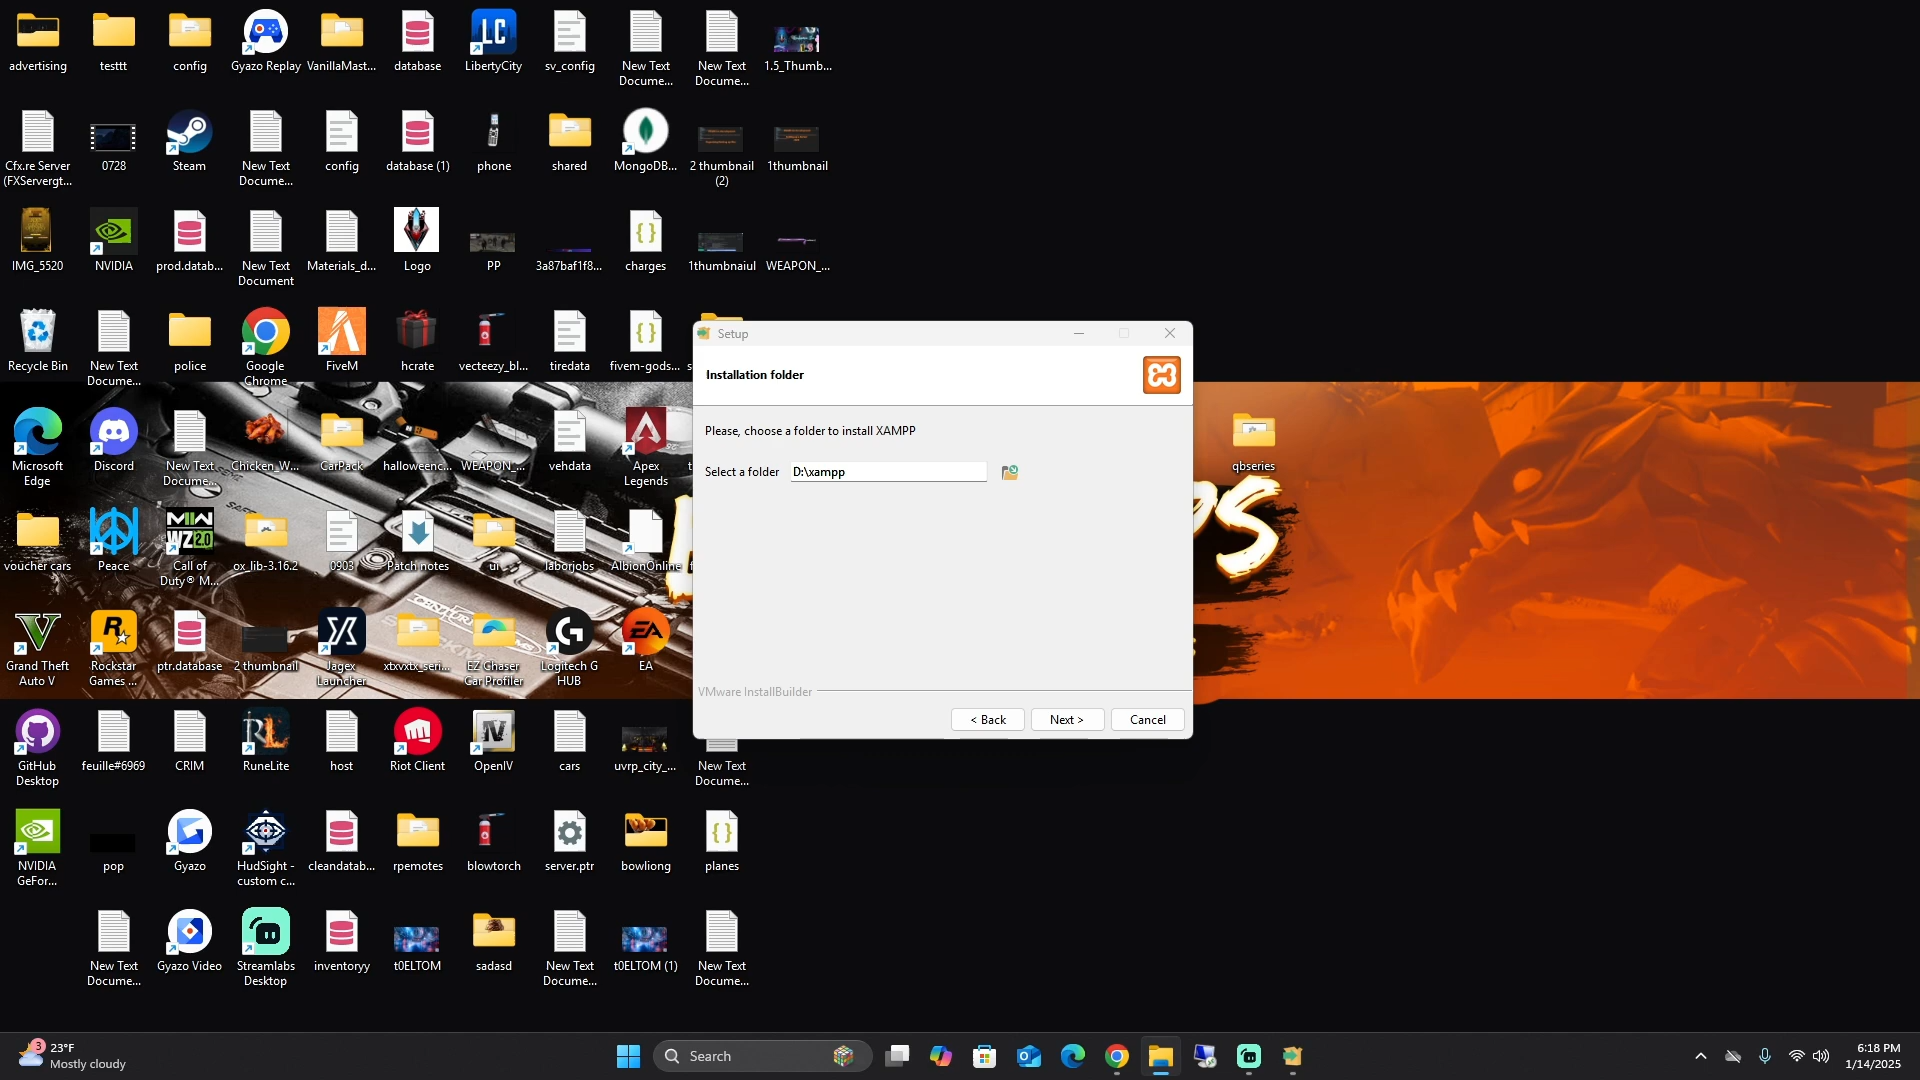 advertising
testtt
config
Gyazo Replay
VanillaMast...
database
LibertyCity
sv_config
New Text
Docume...
New Text
Docume...
1.5_Thumb...
Cfx.re Server
(FXServergt...
0728
Steam
New Text
Docume...
config
database (1)
phone
shared
MongoDB...
2 thumbnail
(2)
1thumbnail
IMG_5520
NVIDIA
prod.datab...
New Text
Document
Materials_d...
Logo
PP
3a87baf1f8...
charges
1thumbnaiul
WEAPON_...
Recycle Bin
New Text
Docume...
police
Google
Chrome
FiveM
hcrate
vecteezy_bl...
tiredata
fivem-gods...
Setup
Installation folder
Please, choose a folder to install XAMPP
Select a folder
D:\xampp
VMware InstallBuilder
< Back
Next >
Cancel
Microsoft
Edge
Discord
New Text
Docume...
Chicken_W...
CarPack
halloweenc...
WEAPON_...
vehdata
Apex
Legends
qbseries
voucher cars
Peace
Call of
Duty® M...
ox_lib-3.16.2
0903
Patch notes
ui
laborjobs
AlbionOnline
Grand Theft
Auto V
Rockstar
Games ...
ptr.database
2 thumbnail
Jagex
Launcher
xtxvxtx_seri...
EZ Chaser
Car Profiler
Logitech G
HUB
EA
GitHub
Desktop
feuille#6969
CRIM
RuneLite
host
Riot Client
OpenIV
cars
uvrp_city_...
New Text
Docume...
NVIDIA
GeFor...
pop
Gyazo
HudSight -
custom c...
cleandatab...
rpemotes
blowtorch
server.ptr
bowliong
planes
New Text
Docume...
Gyazo Video
Streamlabs
Desktop
inventoryy
t0ELTOM
sadasd
New Text
Docume...
t0ELTOM (1)
New Text
Docume...
3
23°F
Mostly cloudy
Search
6:18 PM
1/14/2025